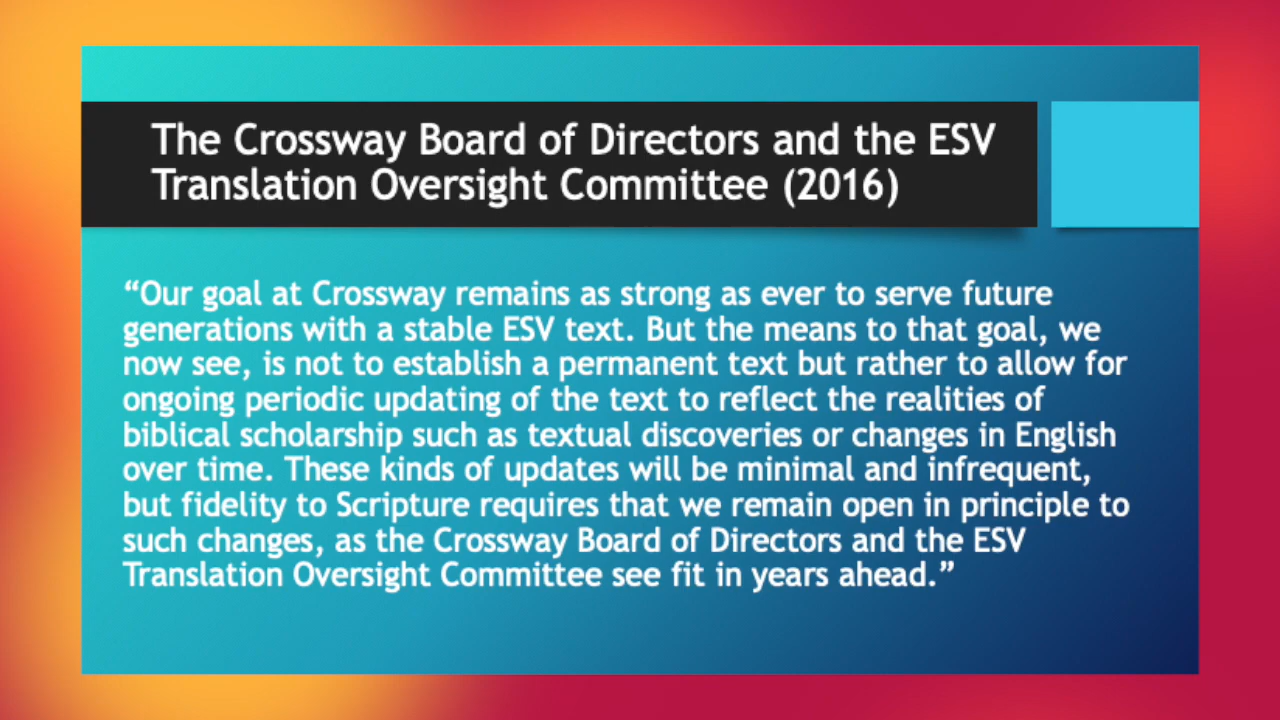 The Crossway Board of Directors and the ESV
Translation Oversight Committee (2016)
“Our goal at Crossway remains as strong as ever to serve future
generations with a stable ESV text. But the means to that goal, we
now see, is not to establish a permanent text but rather to allow for
ongoing periodic updating of the text to reflect the realities of
biblical scholarship such as textual discoveries or changes in English
over time. These kinds of updates will be minimal and infrequent,
but fidelity to Scripture requires that we remain open in principle to
such changes, as the Crossway Board of Directors and the ESV
Translation Oversight Committee see fit in years ahead.”